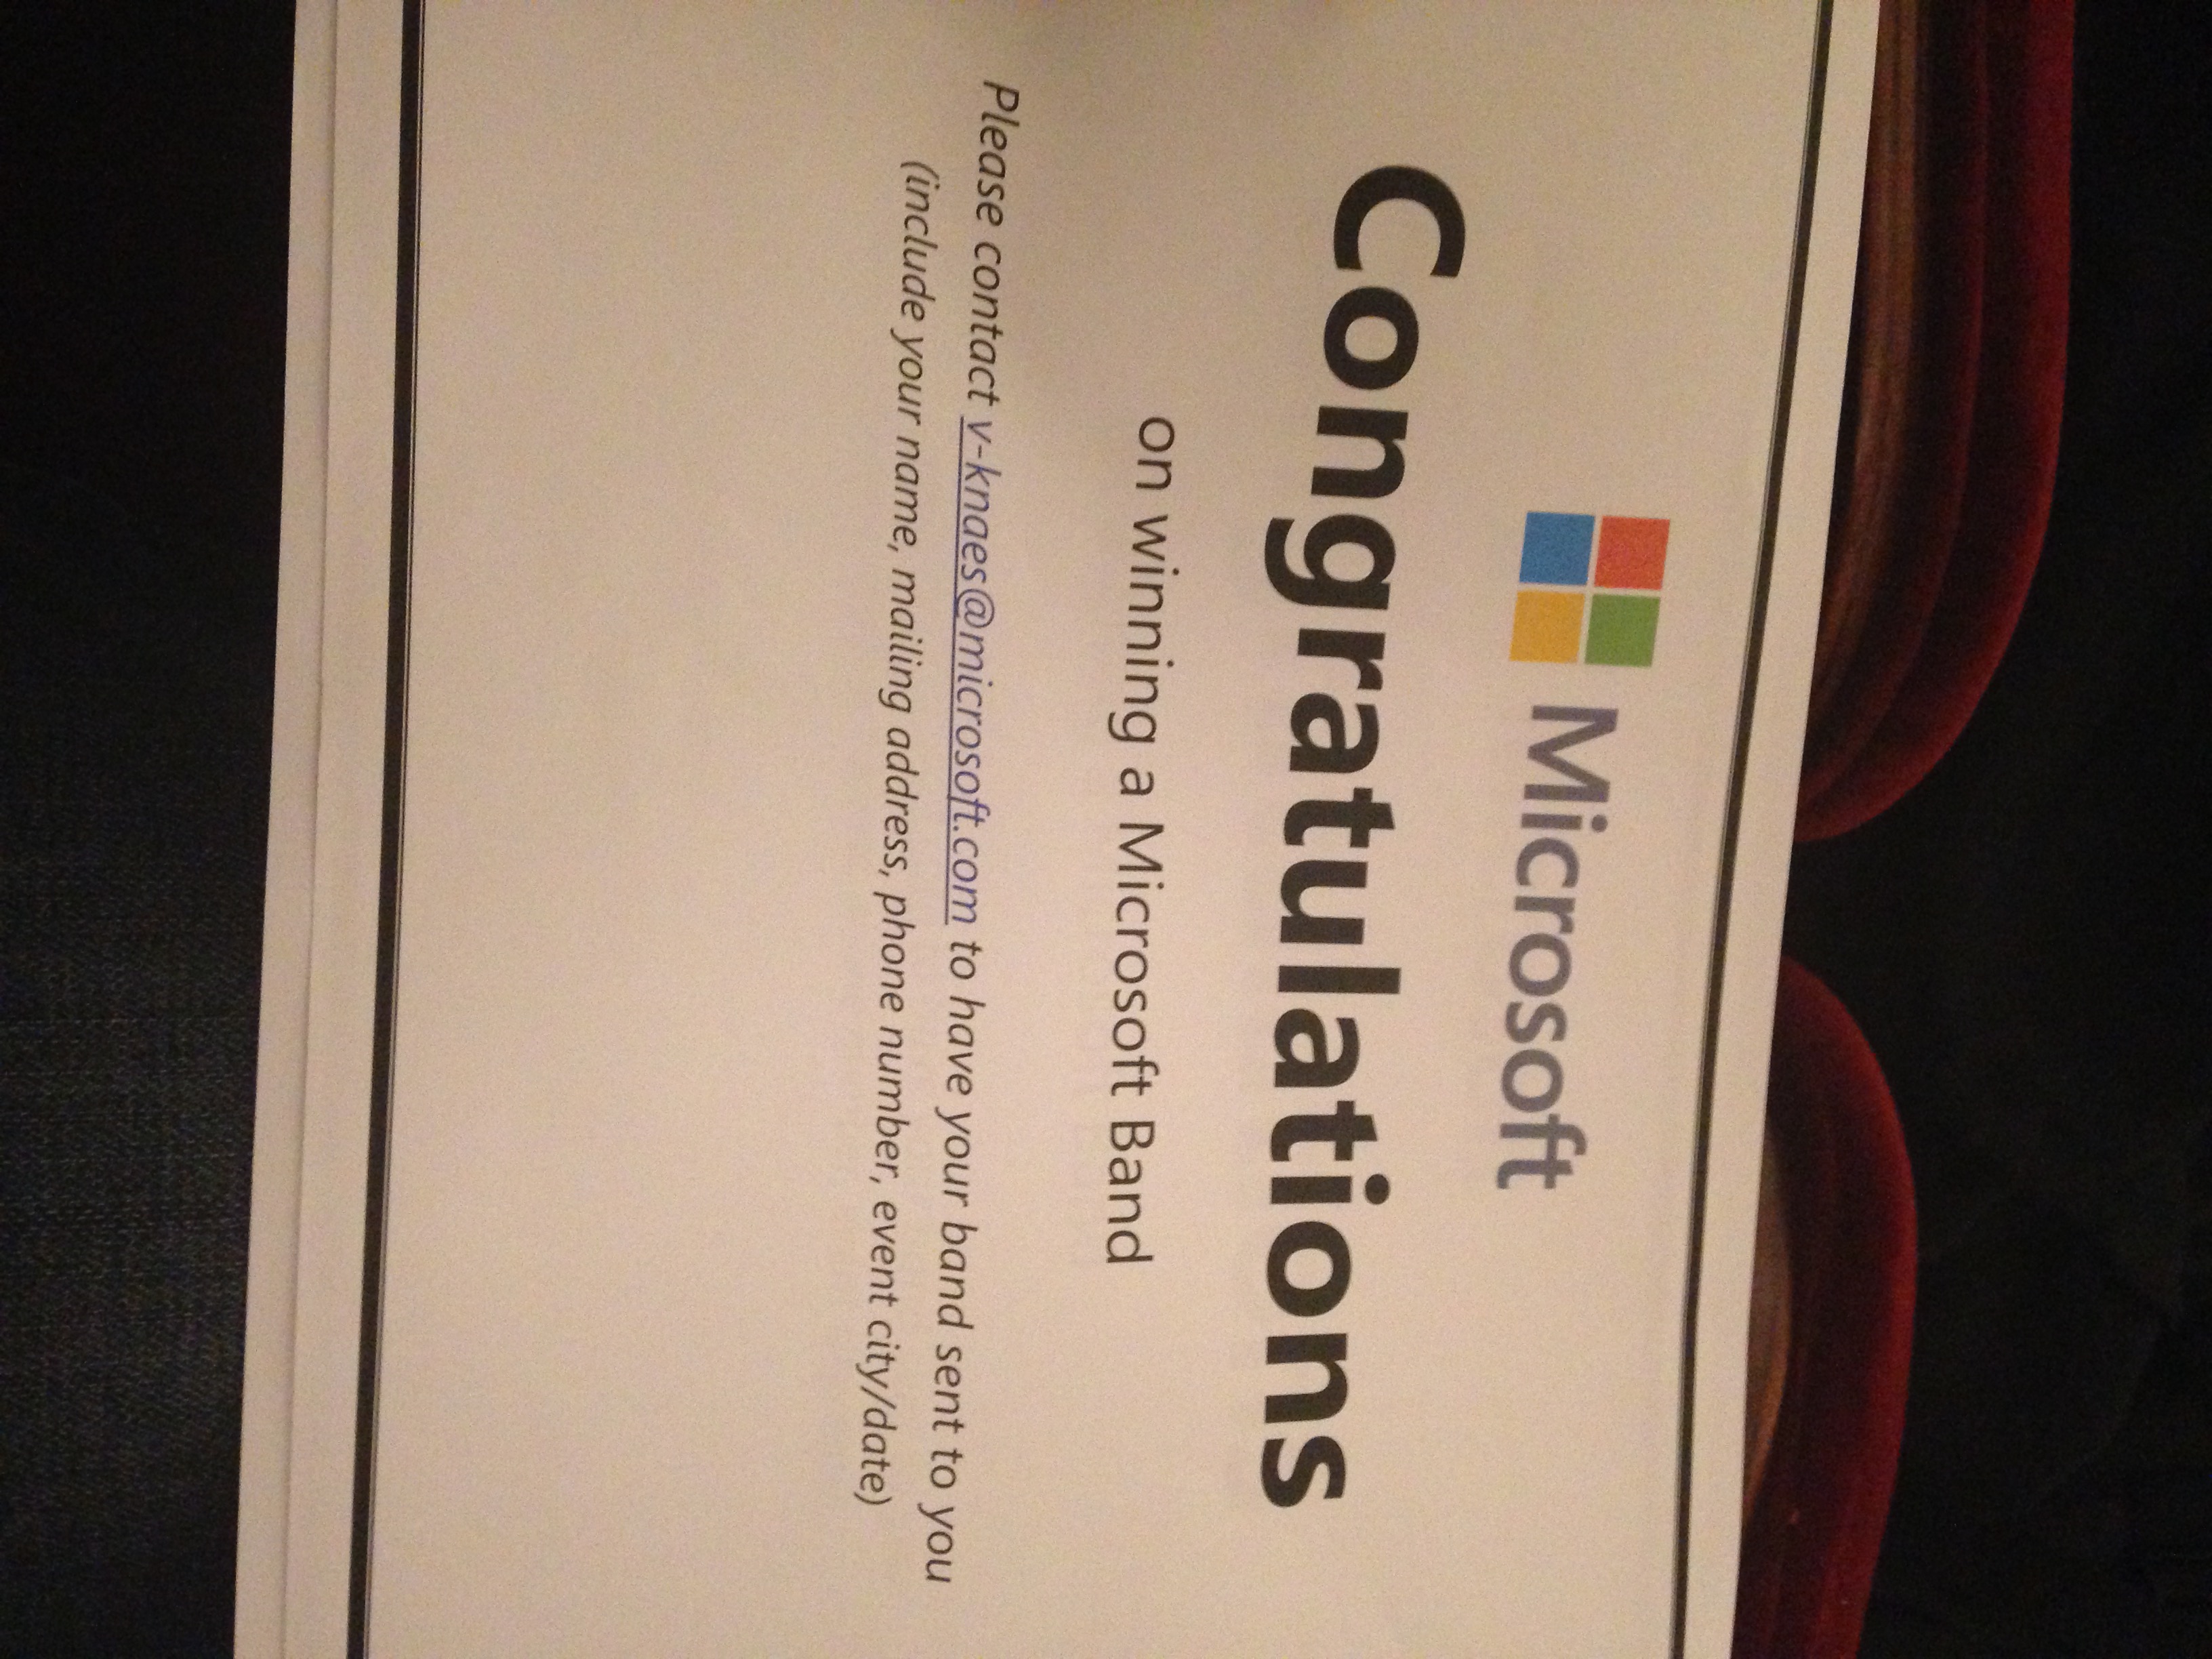 Microsoft
Congratulations
on winning a Microsoft Band
Please contact v-knaes@microsoft.com to have your band sent to you
(include your name, mailing address, phone number, event city/date)